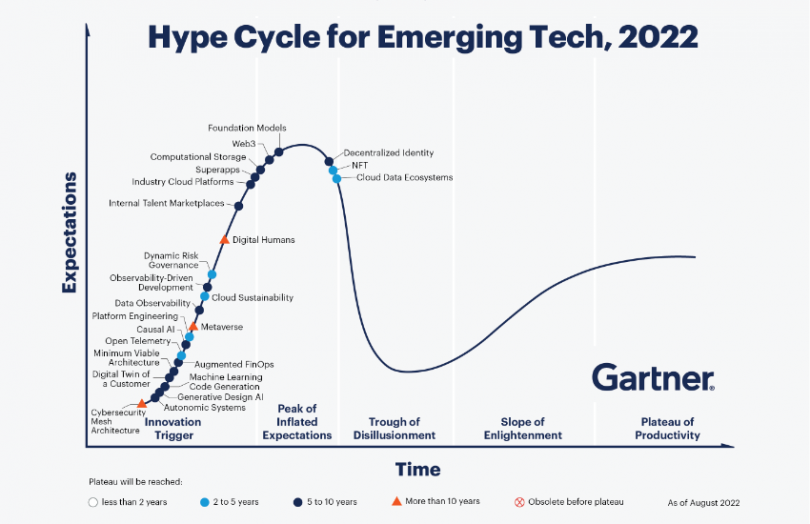 Hype Cycle for Emerging Tech, 2022
Expectations
Foundation Models
Web3
Computational Storage
Superapps
Industry Cloud Platforms
Internal Talent Marketplaces
Digital Humans
Dynamic Risk
Governance
Observability-Driven
Development
Cloud Sustainability
Data Observability
Platform Engineering
Metaverse
Causal AI
Open Telemetry
Minimum Viable
Architecture
Augmented FinOps
Digital Twin of
a Customer
Machine Learning
Code Generation
Generative Design AI
Autonomic Systems
Cybersecurity
Mesh
Architecture
Decentralized Identity
NFT
Cloud Data Ecosystems
Gartner®
Innovation
Trigger
Peak of
Inflated
Expectations
Trough of
Disillusionment
Slope of
Enlightenment
Plateau of
Productivity
Time
Plateau will be reached:
less than 2 years
2 to 5 years
5 to 10 years
More than 10 years
Obsolete before plateau
As of August 2022